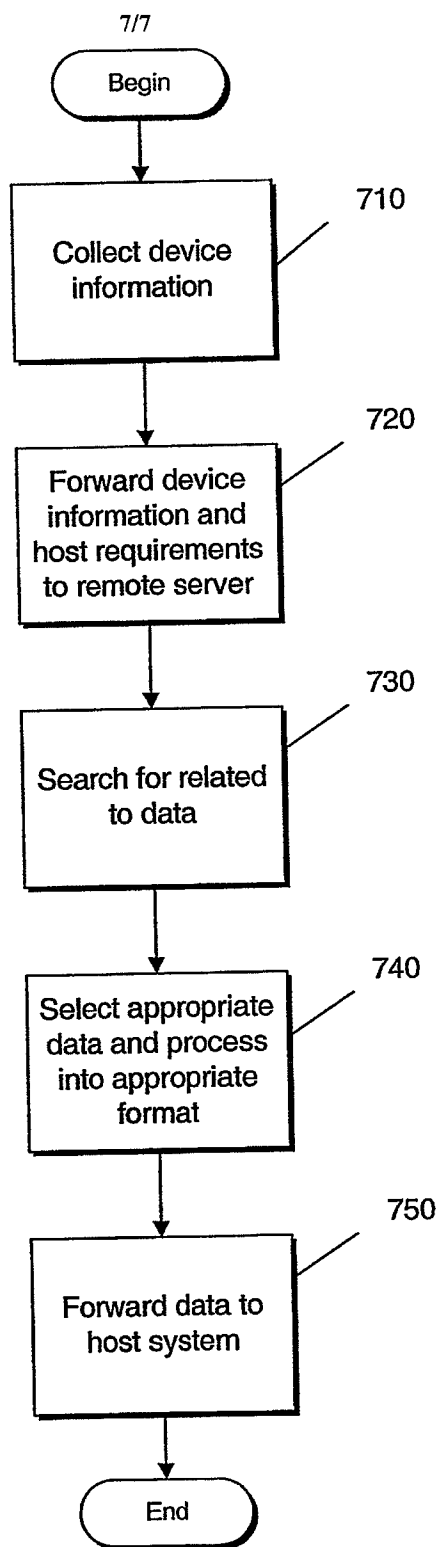 7/7
Begin
710
Collect device
information
720
Forward device
information and
host requirements
to remote server
730
Search for related
to data
740
Select appropriate
data and process
into appropriate
format
750
Forward data to
host system
End